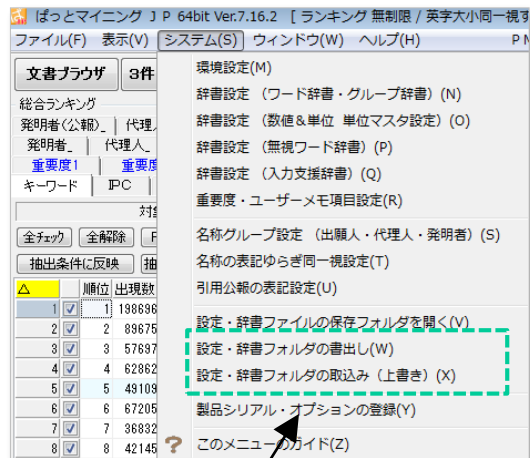 ぱっとマイニング JP 64bit Ver.7.16.2 [ ランキング 無制限 / 英字大小同一視す
ファイル(F) 表示(V) システム(S) ウィンドウ(W) ヘルプ(H) P
文書ブラウザ 3件
総合ランキング
発明者(公報)_ 代理
発明者_ 代理人_
重要度1 重要度
キーワード IPC
対象
全チェック 全解除 F
抽出条件に反映 抽
△ 順位 出現数
1 1 198696
2 2 89675
3 3 57697
4 4 62862
5 5 49109
6 6 67205
7 7 36832
8 8 42145
環境設定(M)
辞書設定 (ワード辞書・グループ辞書) (N)
辞書設定 (数値&単位 単位マスタ設定) (O)
辞書設定 (無視ワード辞書) (P)
辞書設定 (入力支援辞書) (Q)
重要度・ユーザーメモ項目設定(R)
名称グループ設定 (出願人・代理人・発明者) (S)
名称の表記ゆらぎ同一視設定(T)
引用公報の表記設定(U)
設定・辞書ファイルの保存フォルダを開く(V)
設定・辞書フォルダの書出し(W)
設定・辞書フォルダの取込み (上書き) (X)
製品シリアル・オプションの登録(Y)
? このメニューのガイド(Z)